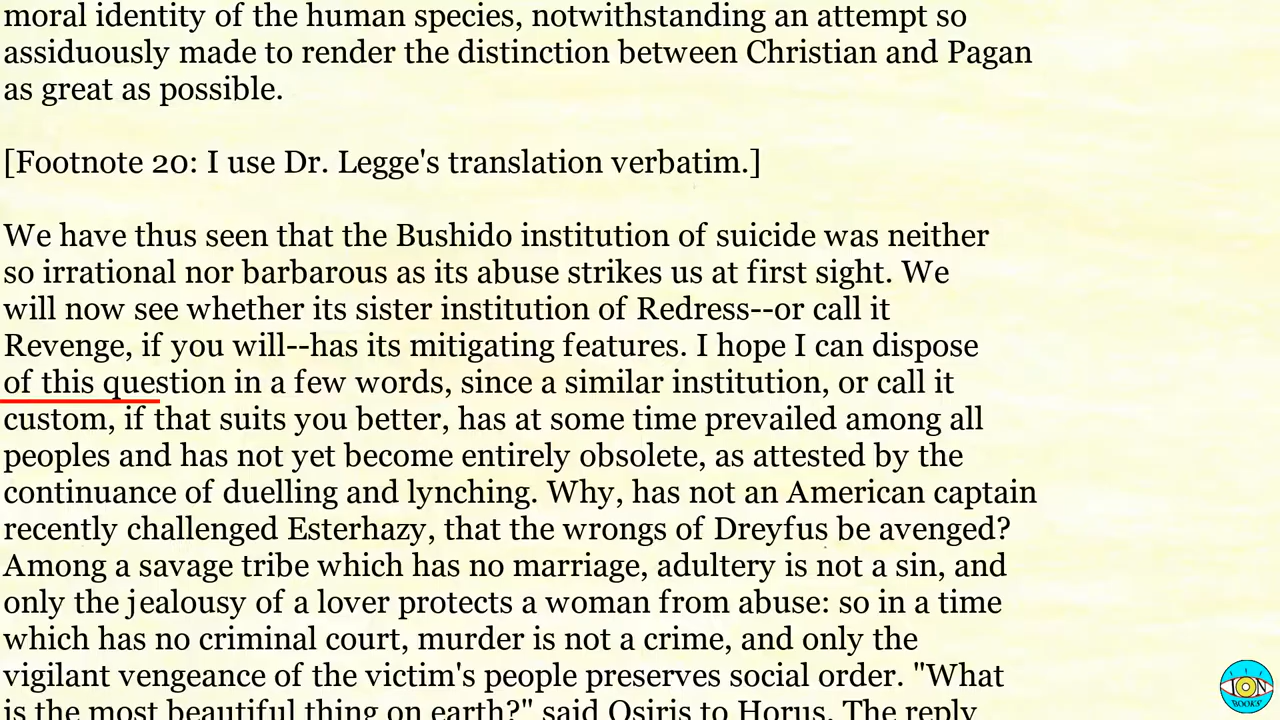 moral identity of the human species, notwithstanding an attempt so
assiduously made to render the distinction between Christian and Pagan
as great as possible.
[Footnote 20: I use Dr. Legge's translation verbatim.]
We have thus seen that the Bushido institution of suicide was neither
so irrational nor barbarous as its abuse strikes us at first sight. We
will now see whether its sister institution of Redress--or call it
Revenge, if you will--has its mitigating features. I hope I can dispose
of this question in a few words, since a similar institution, or call it
custom, if that suits you better, has at some time prevailed among all
peoples and has not yet become entirely obsolete, as attested by the
continuance of duelling and lynching. Why, has not an American captain
recently challenged Esterhazy, that the wrongs of Dreyfus be avenged?
Among a savage tribe which has no marriage, adultery is not a sin, and
only the jealousy of a lover protects a woman from abuse: so in a time
which has no criminal court, murder is not a crime, and only the
vigilant vengeance of the victim's people preserves social order. "What
is the most beautiful thing on earth?" said Osiris to Horus. The reply
ION
BOOKS